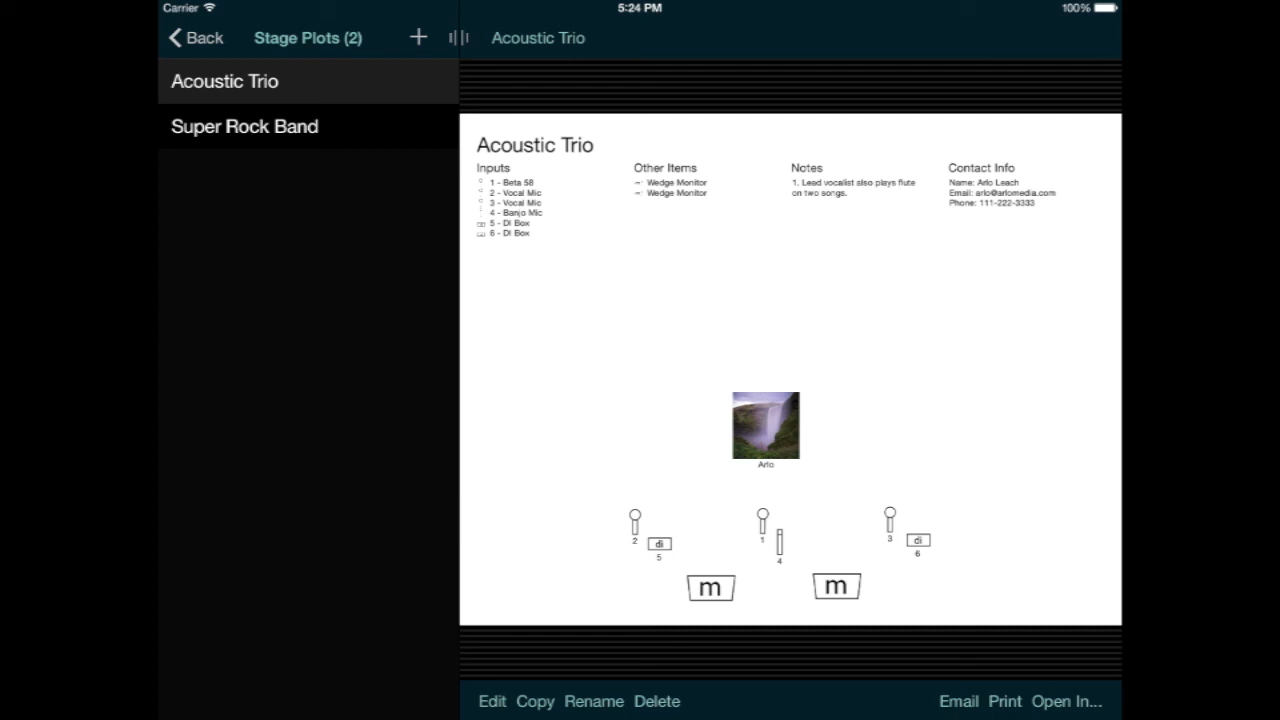 Carrier 5:24 PM 100%
Back Stage Plots (2) + Acoustic Trio
Acoustic Trio
Super Rock Band
Acoustic Trio
Inputs
1 - Beta 58
2 - Vocal Mic
3 - Vocal Mic
4 - Banjo Mic
5 - DI Box
6 - DI Box
Other Items
Wedge Monitor
Wedge Monitor
Notes
1. Lead vocalist also plays flute
on two songs.
Contact Info
Name: Arlo Leach
Email: arlo@arlomedia.com
Phone: 111-222-3333
Arlo
2
di
5
1
4
3
di
6
m
m
Edit Copy Rename Delete Email Print Open In...